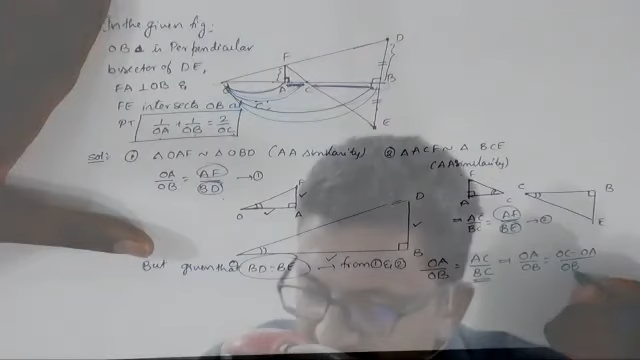 In the given fig:
OB is Perpendicular
bisector of DE,
FA ⊥ OB &
FE intersects OB at 'C'
PT 1/OA + 1/OB = 2/OC
D
F
O A C B
E
Sol: ① △OAF ~ △OBD (AA similarity) ② △ACF ~ △BCE
(AA similarity)
OA/OB = AF/BD → ①
F
O A
D
B
F
A C
C B
E
⇒ AC/BC = AF/BE → ②
But given that BD = BE → from ① & ② OA/OB = AC/BC ⇒ OA/OB = OC-OA/OB